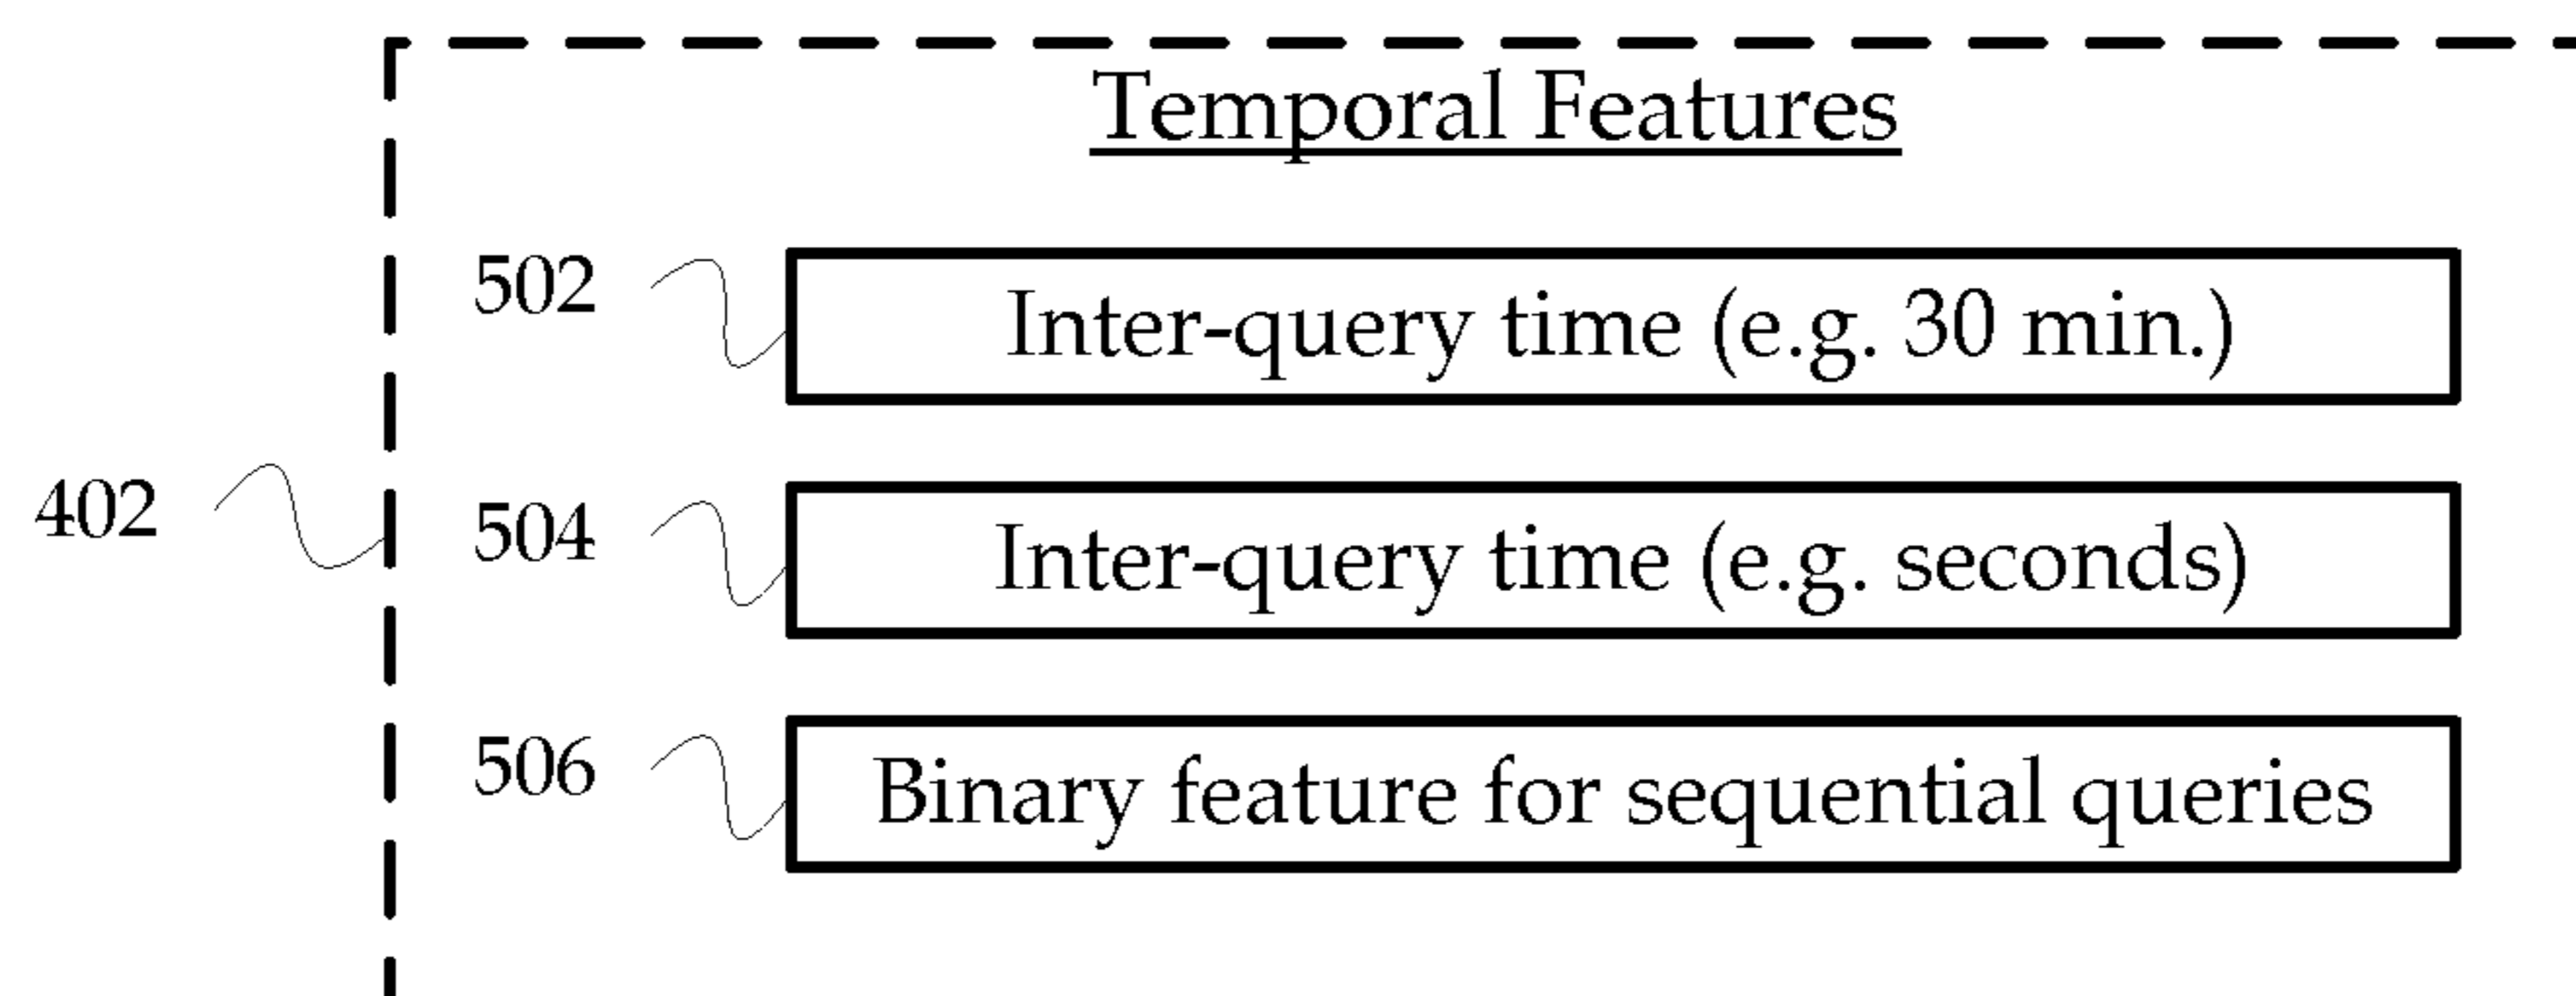 Temporal Features
502
Inter-query time (e.g. 30 min.)
402
504
Inter-query time (e.g. seconds)
506
Binary feature for sequential queries